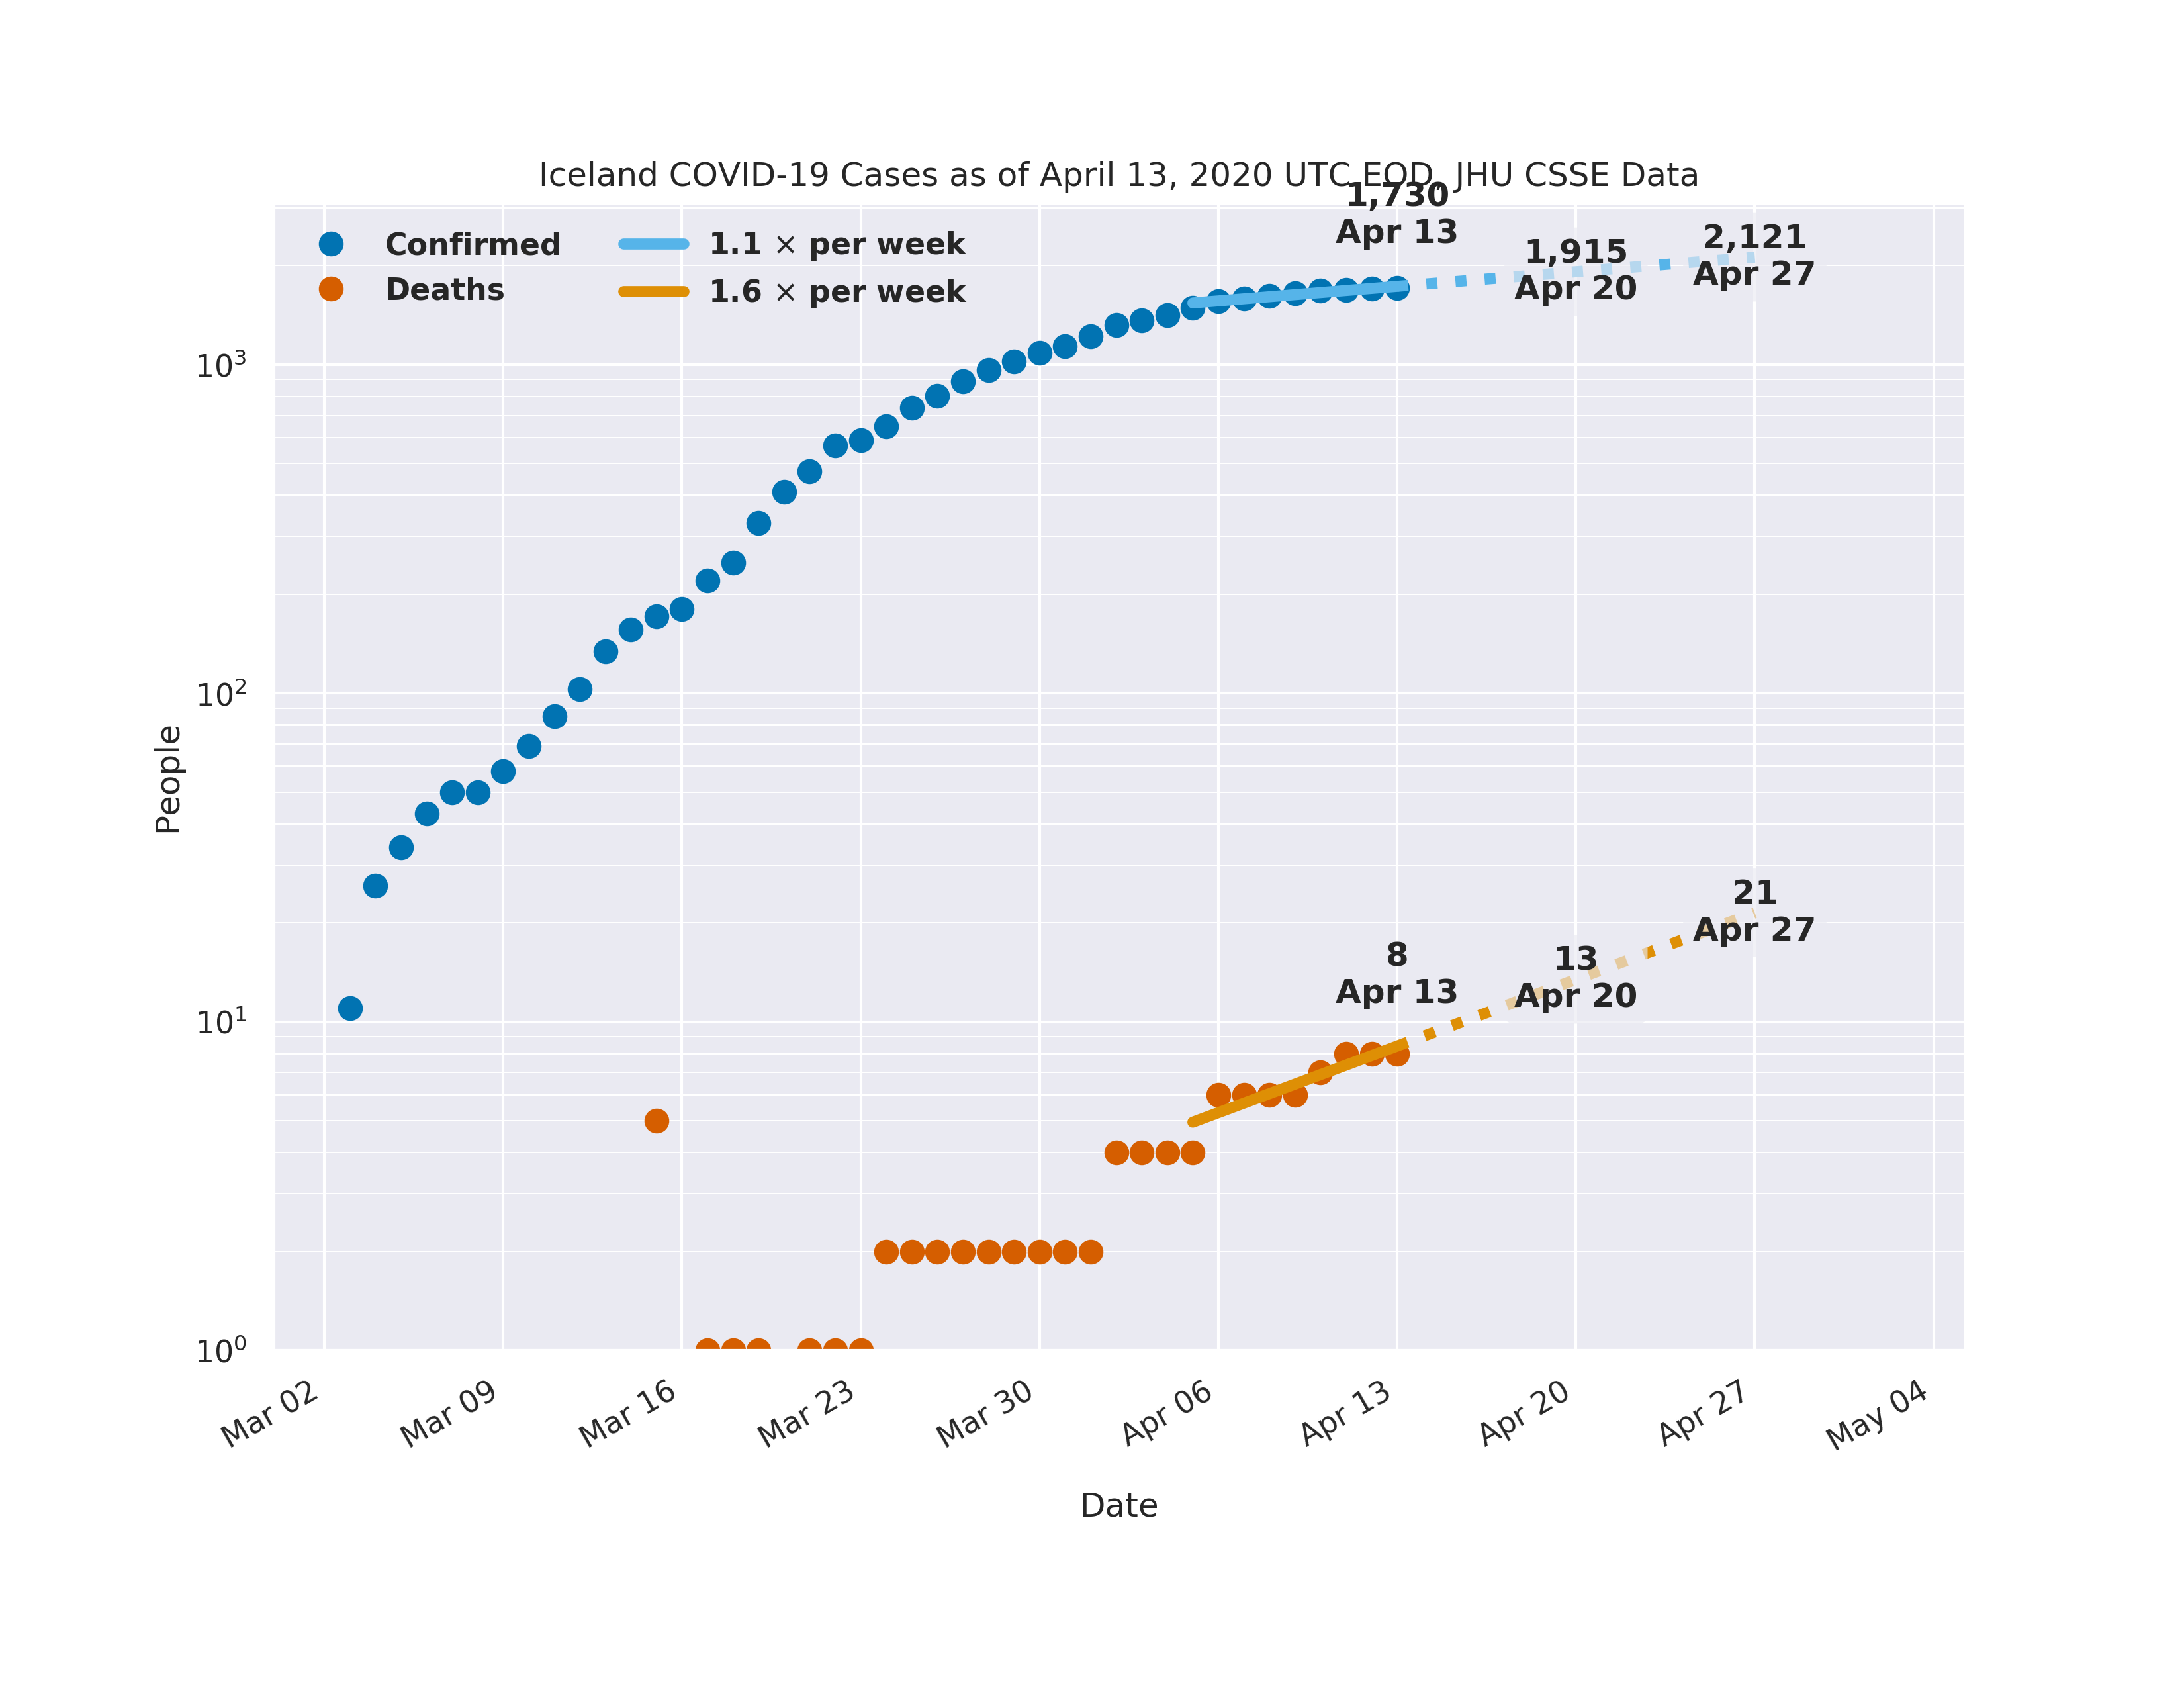 Iceland COVID-19 Cases as of April 13, 2020 UTC EOD, JHU CSSE Data
Confirmed
Deaths
1.1 × per week
1.6 × per week
1,730
Apr 13
1,915
Apr 20
2,121
Apr 27
8
Apr 13
13
Apr 20
21
Apr 27
People
10³
10²
10¹
10⁰
Mar 02
Mar 09
Mar 16
Mar 23
Mar 30
Apr 06
Apr 13
Apr 20
Apr 27
May 04
Date